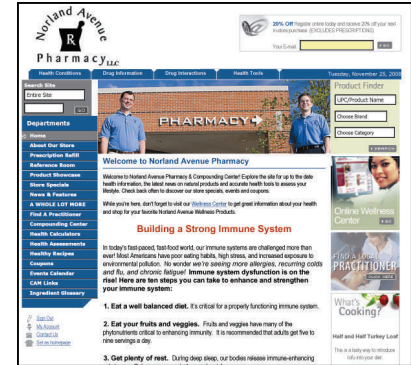 Norland Avenue
Pharmacy LLC
20% Off Register online today and receive 20% off your next
in-store purchase (EXCLUDES PRESCRIPTIONS)
Your E-mail
GO
Health Conditions
Drug Information
Drug Interactions
Health Tools
Tuesday, November 25, 2008
Search Site
Entire Site
GO
Departments
Home
About Our Store
Prescription Refill
Reference Room
Product Showcase
Store Specials
News & Features
A WHOLE LOT MORE
Find A Practitioner
Compounding Center
Health Calculators
Health Assessments
Healthy Recipes
Coupons
Events Calendar
CAM Links
Ingredient Glossary
Sign Out
My Account
Contact Us
Set as homepage
PHARMACY
Welcome to Norland Avenue Pharmacy
Welcome to Norland Avenue Pharmacy & Compounding Center! Explore the site for up to the date
health information, the latest news on natural products and accurate health tools to assess your
lifestyle. Check back often to discover our store specials, events and coupons.
While you're here, don't forget to visit our Wellness Center to get great information about your health
and shop for your favorite Norland Avenue Wellness Products.
Building a Strong Immune System
In today's fast-paced, fast-food world, our immune systems are challenged more than
ever! Most Americans have poor eating habits, high stress, and increased exposure to
environmental pollution. No wonder we're seeing more allergies, recurring colds
and flu, and chronic fatigue! Immune system dysfunction is on the
rise! Here are ten steps you can take to enhance and strengthen
your immune system:
1. Eat a well balanced diet. It's critical for a properly functioning immune system.
2. Eat your fruits and veggies. Fruits and veggies have many of the
phytonutrients critical to enhancing immunity. It is recommended that adults get five to
nine servings a day.
3. Get plenty of rest. During deep sleep, our bodies release immune-enhancing
Product Finder
UPC/Product Name
Choose Brand
Choose Category
SEARCH
Online Wellness
Center
GO
FIND A LOCAL
PRACTITIONER
CLICK HERE
What's
Cooking?
Half and Half Turkey Loaf
This is a tasty way to introduce
tofu into your diet!